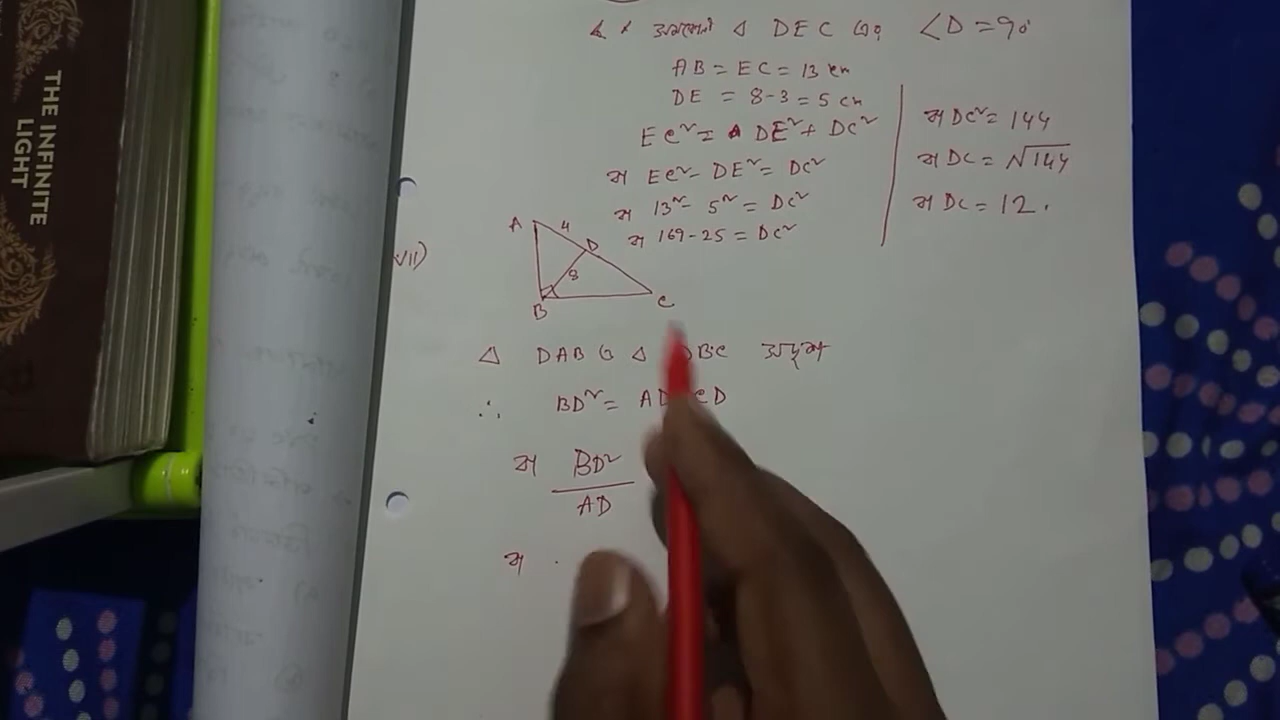 THE INFINITE
LIGHT
Δ DEC ∠D = 90°
AB = EC = 13 cm
DE = 8 - 3 = 5 cm
EC² = DE² + DC²
বা EC² - DE² = DC²
বা 13² - 5² = DC²
বা 169 - 25 = DC²
বা DC² = 144
বা DC = √144
বা DC = 12.
VII)
A 4 D
8
B C
Δ DAB ও Δ DBC সদৃশ
∴ BD² = AD CD
বা BD²
AD
বা